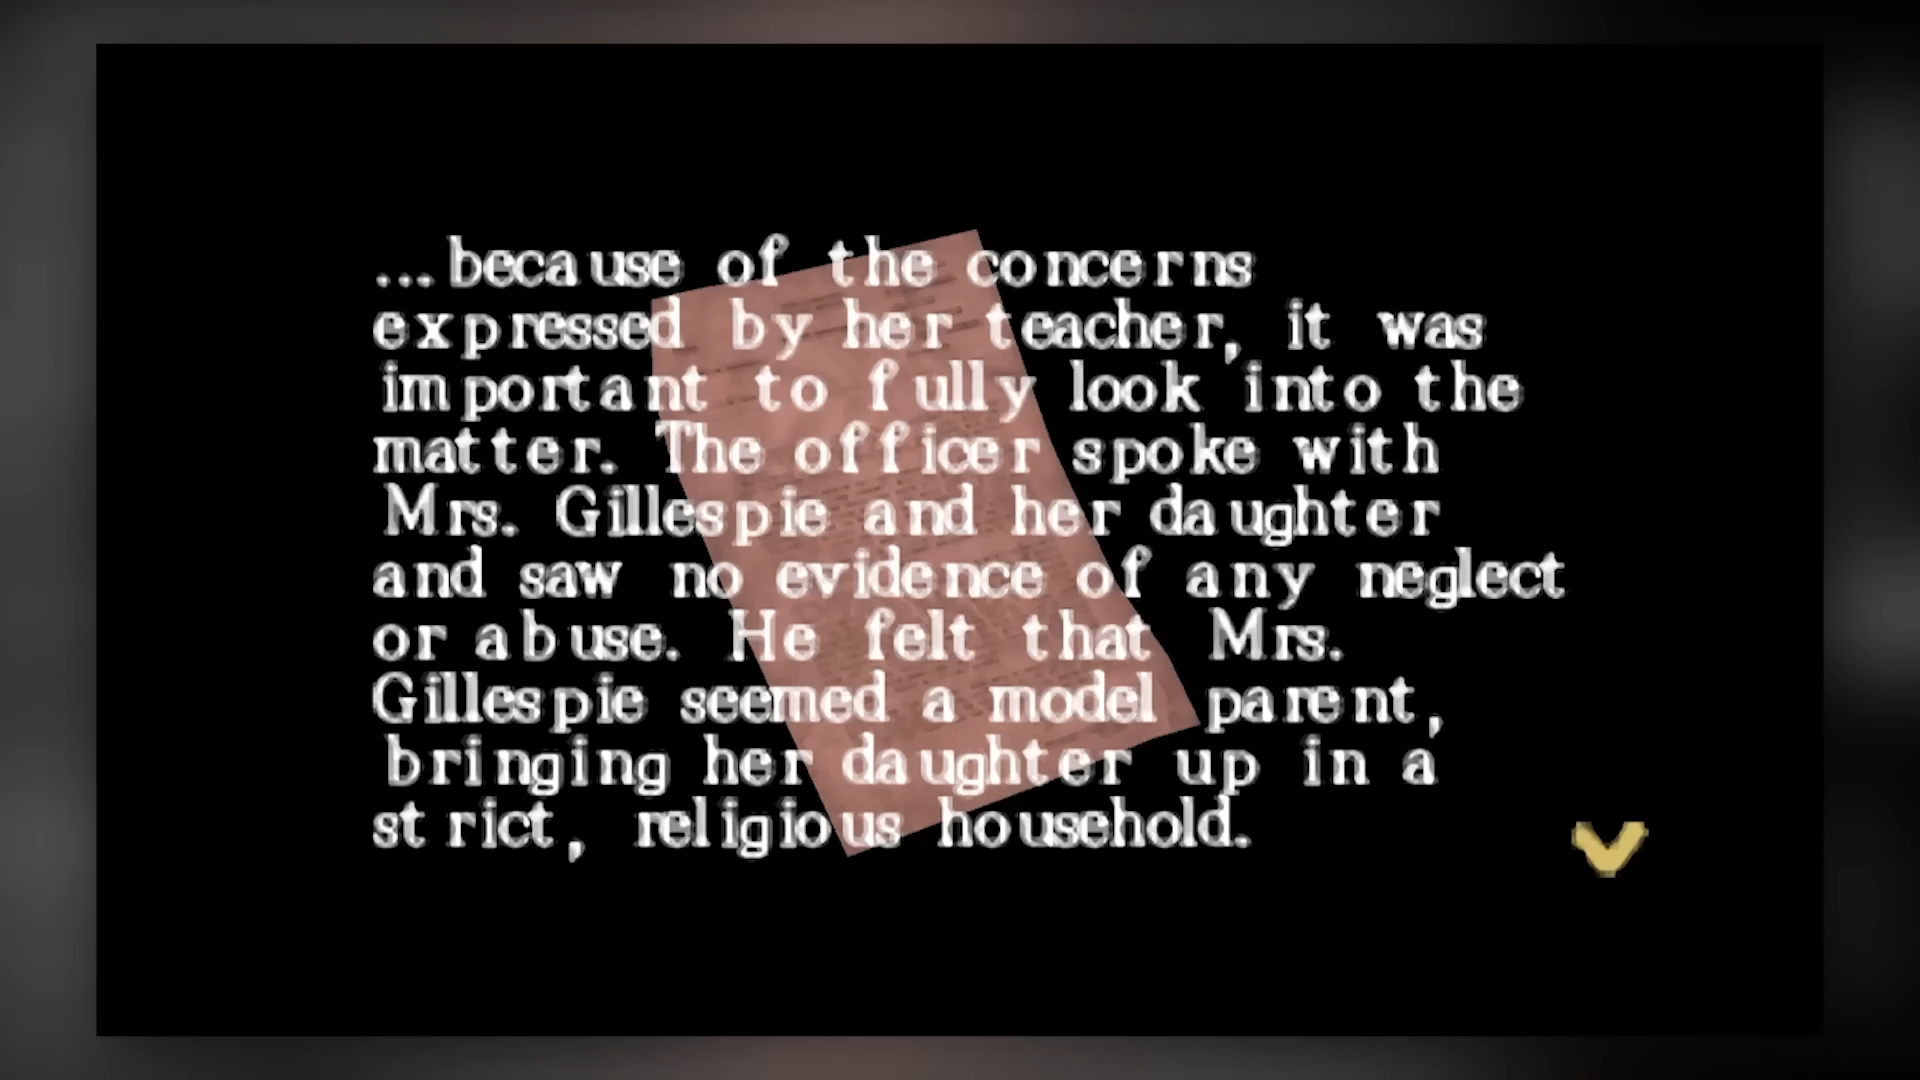 ...because of the concerns
expressed by her teacher, it was
important to fully look into the
matter. The officer spoke with
Mrs. Gillespie and her daughter
and saw no evidence of any neglect
or abuse. He felt that Mrs.
Gillespie seemed a model parent,
bringing her daughter up in a
strict, religious household.